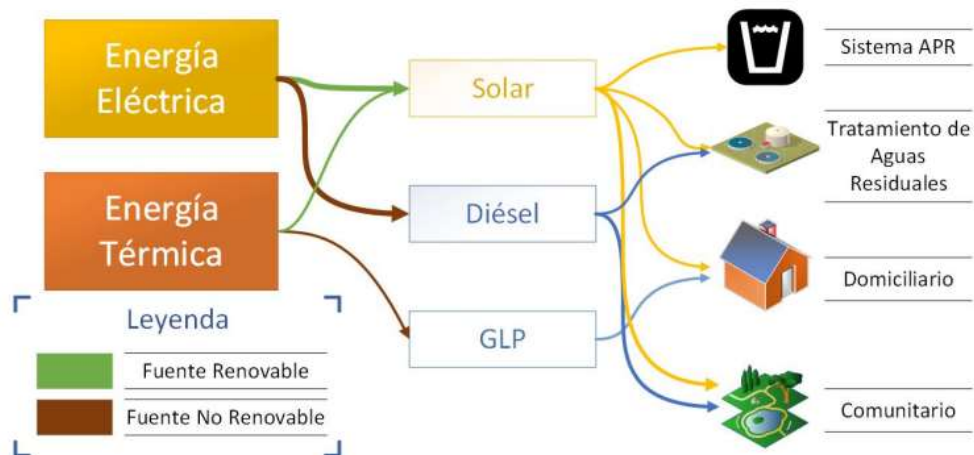 Energía
Eléctrica
Energía
Térmica
Leyenda
Fuente Renovable
Fuente No Renovable
Solar
Diésel
GLP
Sistema APR
Tratamiento de
Aguas
Residuales
Domiciliario
Comunitario